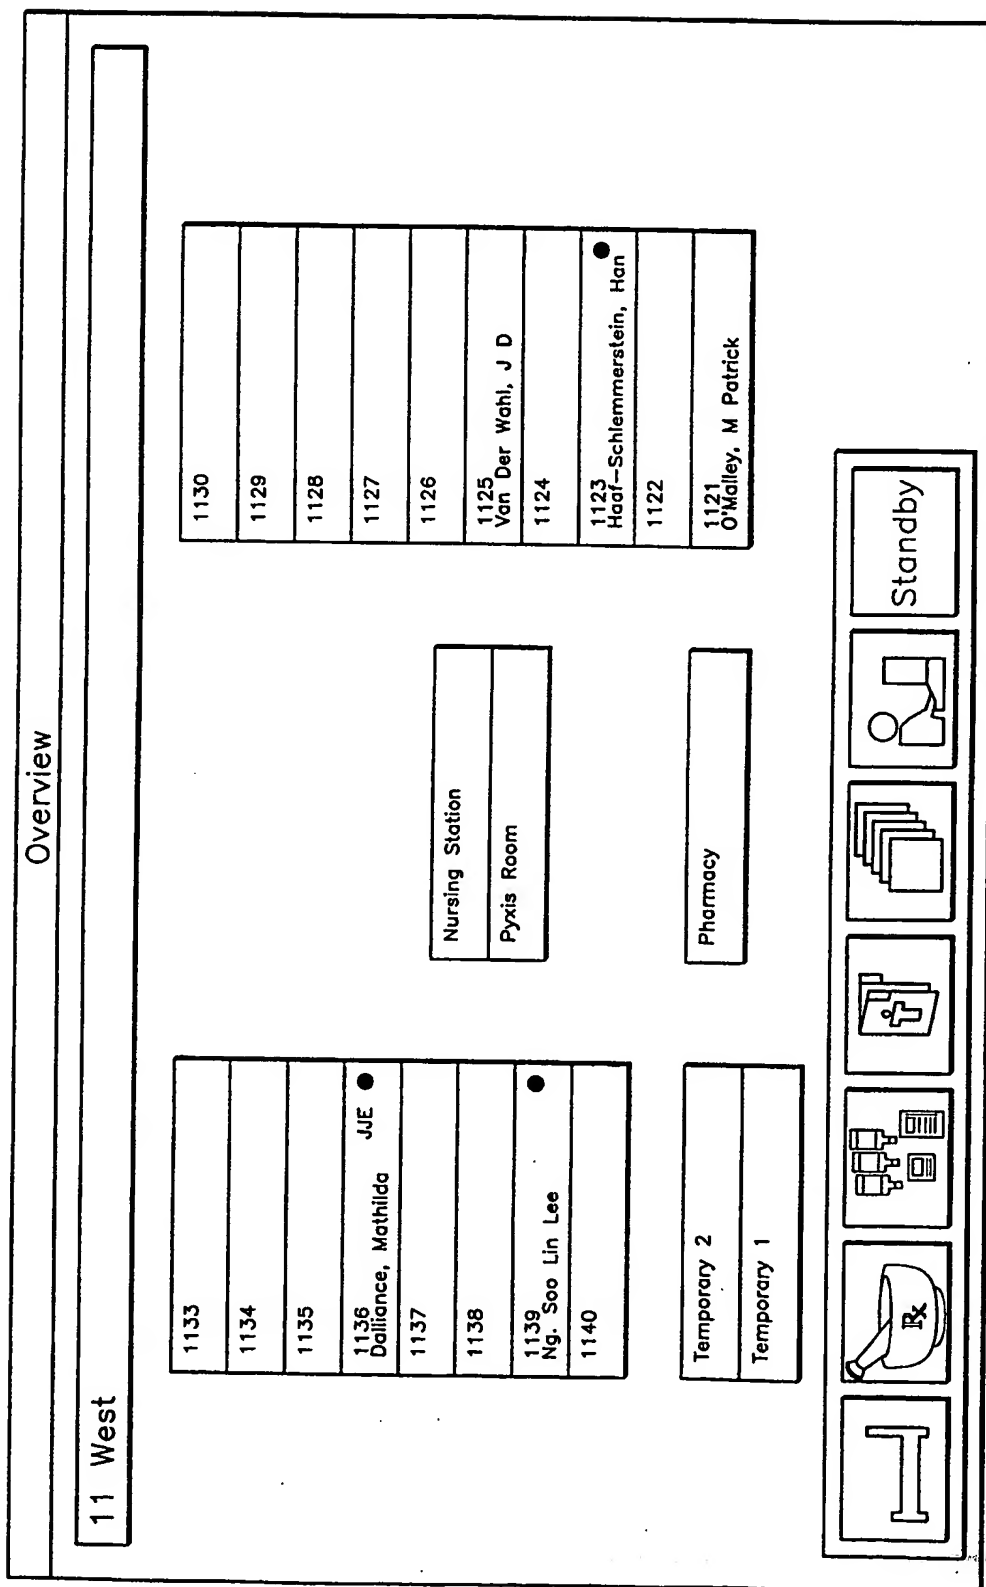 Overview
11 West
1133
1134
1135
1136
Dalliance, Mathilda JJE
1137
1138
1139
Ng. Soo Lin Lee
1140
Temporary 2
Temporary 1
Nursing Station
Pyxis Room
Pharmacy
1130
1129
1128
1127
1126
1125
Van Der Wahl, J D
1124
1123
Haaf-Schlemmerstein, Han
1122
1121
O'Malley, M Patrick
Rx
Standby